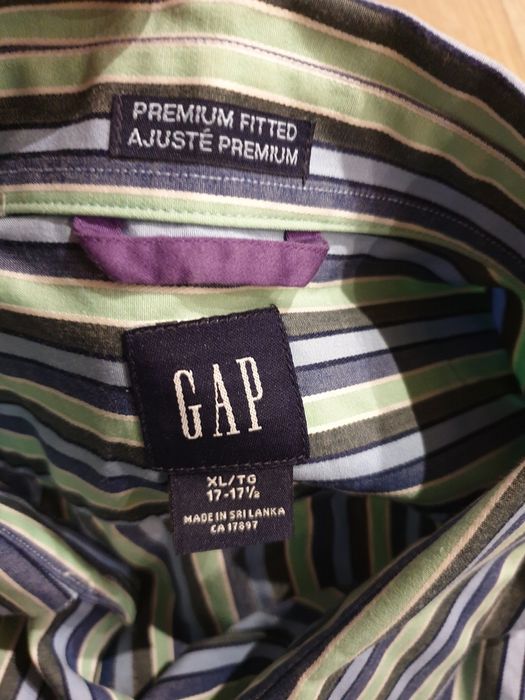 PREMIUM FITTED
AJUSTÉ PREMIUM
GAP
XL/TG
17-17½
MADE IN SRI LANKA
CA 17897